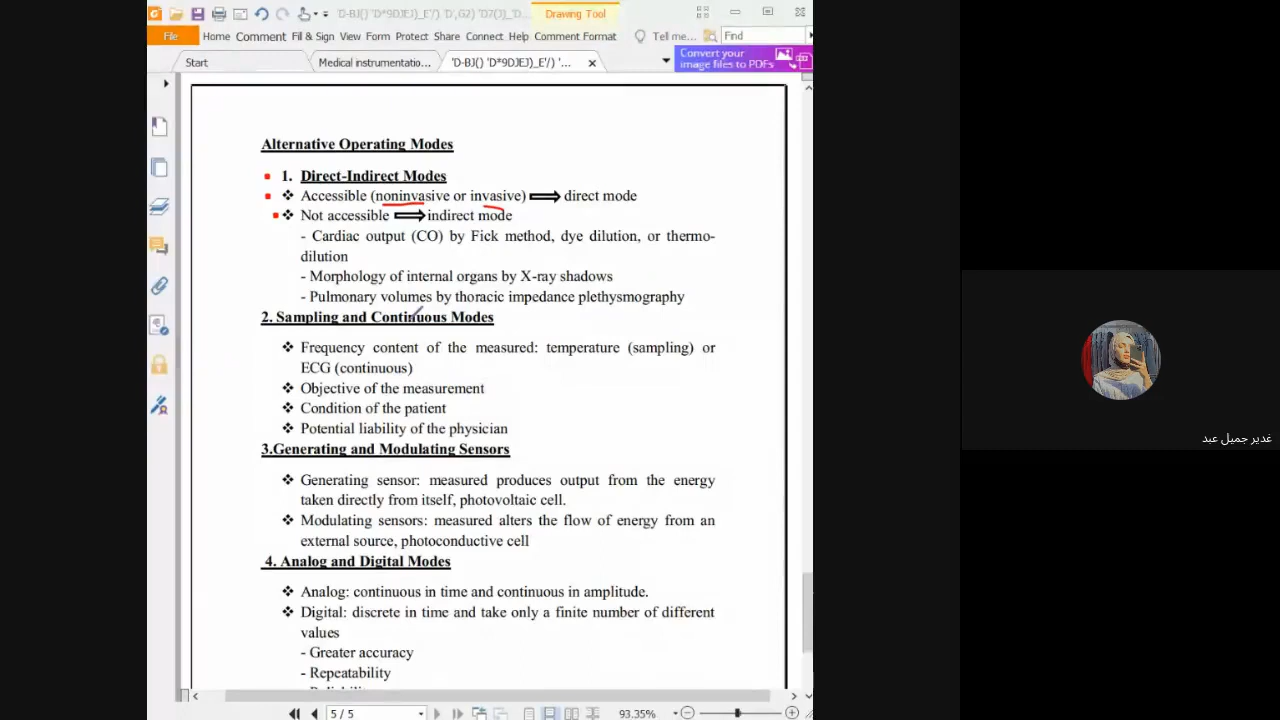 'D-BJ() 'D*9DJEJ)_E'/) 'D',G2) 'D7(J)_'D...
Drawing Tool
File Home Comment Fill & Sign View Form Protect Share Connect Help Comment Format Tell me... Find
Start Medical instrumentatio... 'D-BJ() 'D*9DJEJ)_E'/) '...
Convert your
image files to PDFs
Alternative Operating Modes
1. Direct-Indirect Modes
❖ Accessible (noninvasive or invasive) ⟹ direct mode
❖ Not accessible ⟹ indirect mode
- Cardiac output (CO) by Fick method, dye dilution, or thermo-
dilution
- Morphology of internal organs by X-ray shadows
- Pulmonary volumes by thoracic impedance plethysmography
2. Sampling and Continuous Modes
❖ Frequency content of the measured: temperature (sampling) or
ECG (continuous)
❖ Objective of the measurement
❖ Condition of the patient
❖ Potential liability of the physician
3.Generating and Modulating Sensors
❖ Generating sensor: measured produces output from the energy
taken directly from itself, photovoltaic cell.
❖ Modulating sensors: measured alters the flow of energy from an
external source, photoconductive cell
4. Analog and Digital Modes
❖ Analog: continuous in time and continuous in amplitude.
❖ Digital: discrete in time and take only a finite number of different
values
- Greater accuracy
- Repeatability
5 / 5
93.35%
غدير جميل عبد